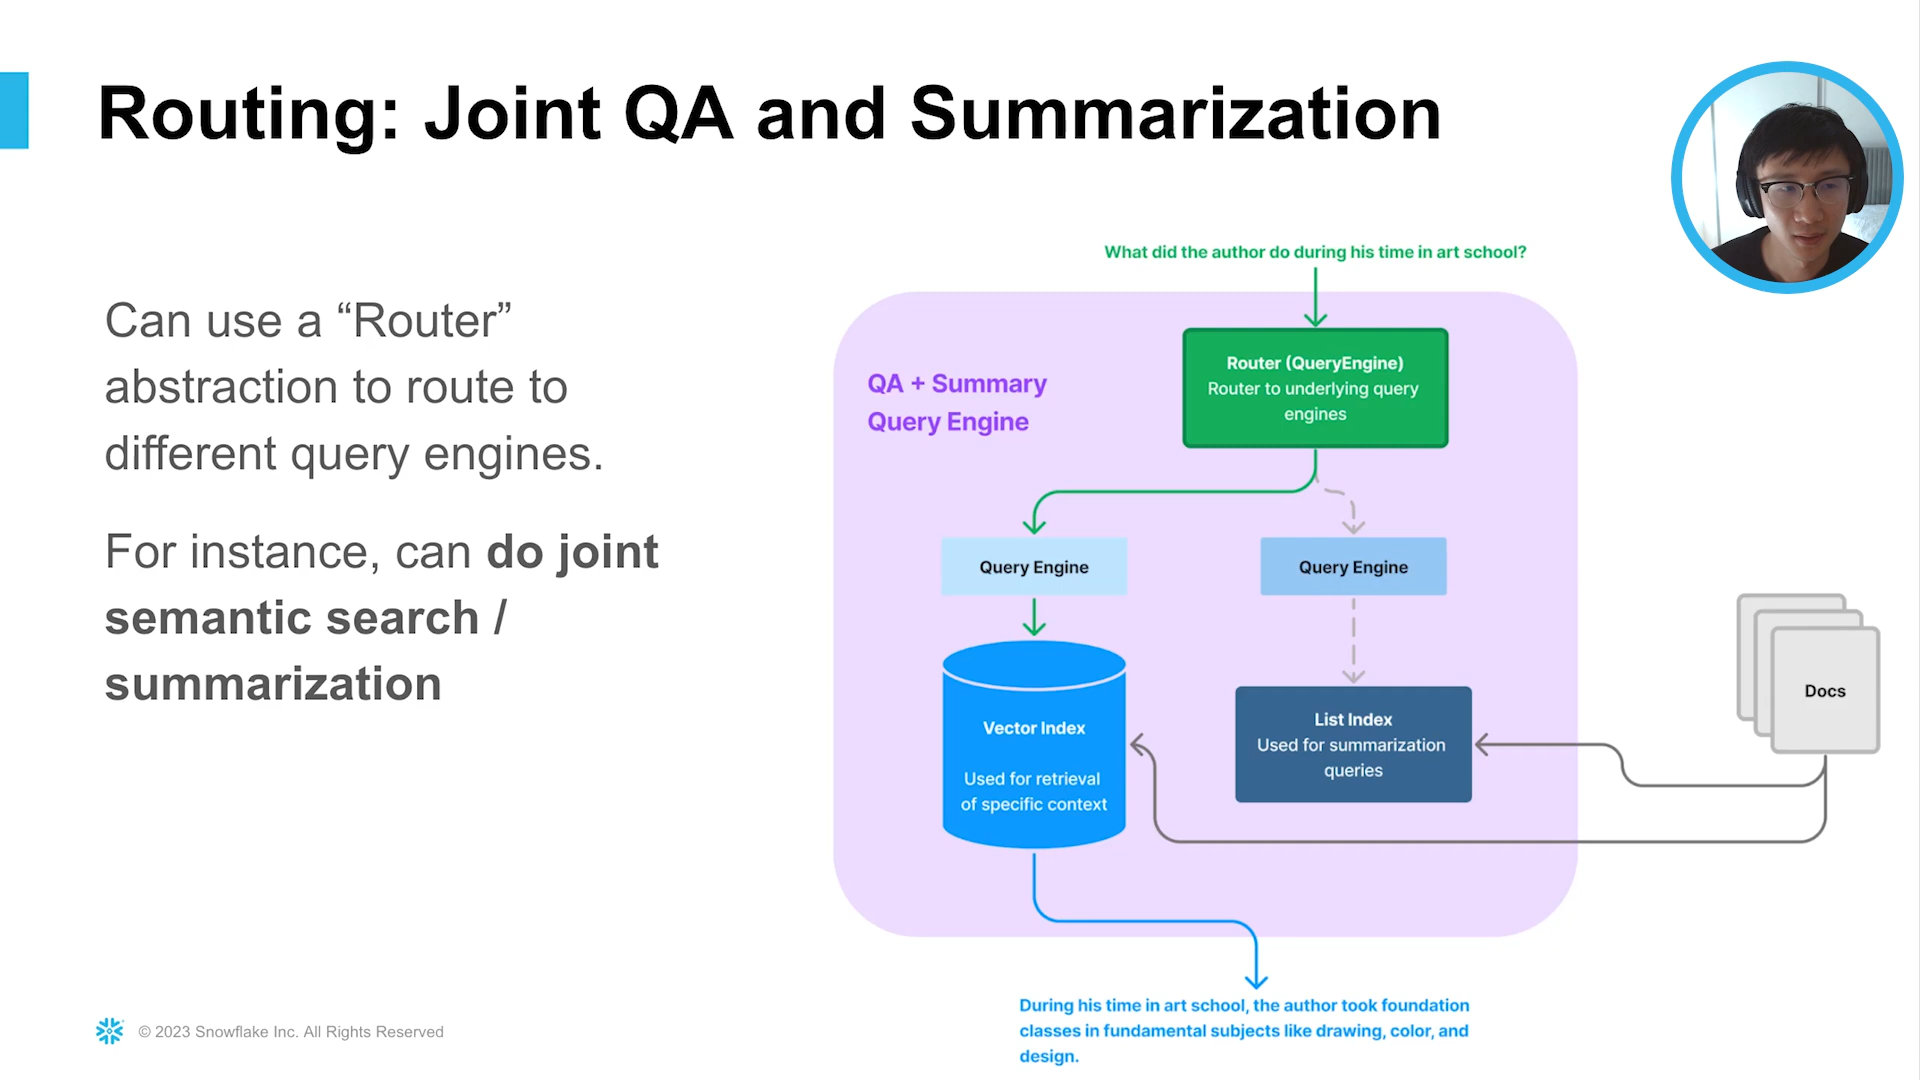 Routing: Joint QA and Summarization
Can use a “Router”
abstraction to route to
different query engines.
For instance, can do joint
semantic search /
summarization
What did the author do during his time in art school?
QA + Summary
Query Engine
Router (QueryEngine)
Router to underlying query
engines
Query Engine
Query Engine
Vector Index
Used for retrieval
of specific context
List Index
Used for summarization
queries
Docs
During his time in art school, the author took foundation
classes in fundamental subjects like drawing, color, and
design.
© 2023 Snowflake Inc. All Rights Reserved